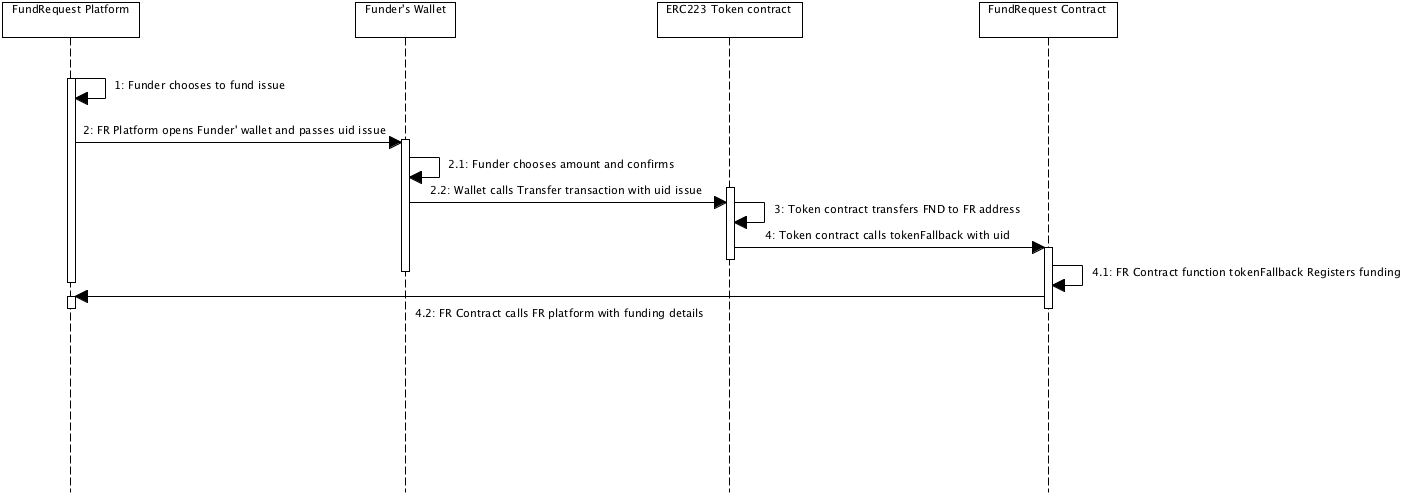 FundRequest Platform
Funder's Wallet
ERC223 Token contract
FundRequest Contract
1: Funder chooses to fund issue
2: FR Platform opens Funder' wallet and passes uid issue
2.1: Funder chooses amount and confirms
2.2: Wallet calls Transfer transaction with uid issue
3: Token contract transfers FND to FR address
4: Token contract calls tokenFallback with uid
4.1: FR Contract function tokenFallback Registers funding
4.2: FR Contract calls FR platform with funding details